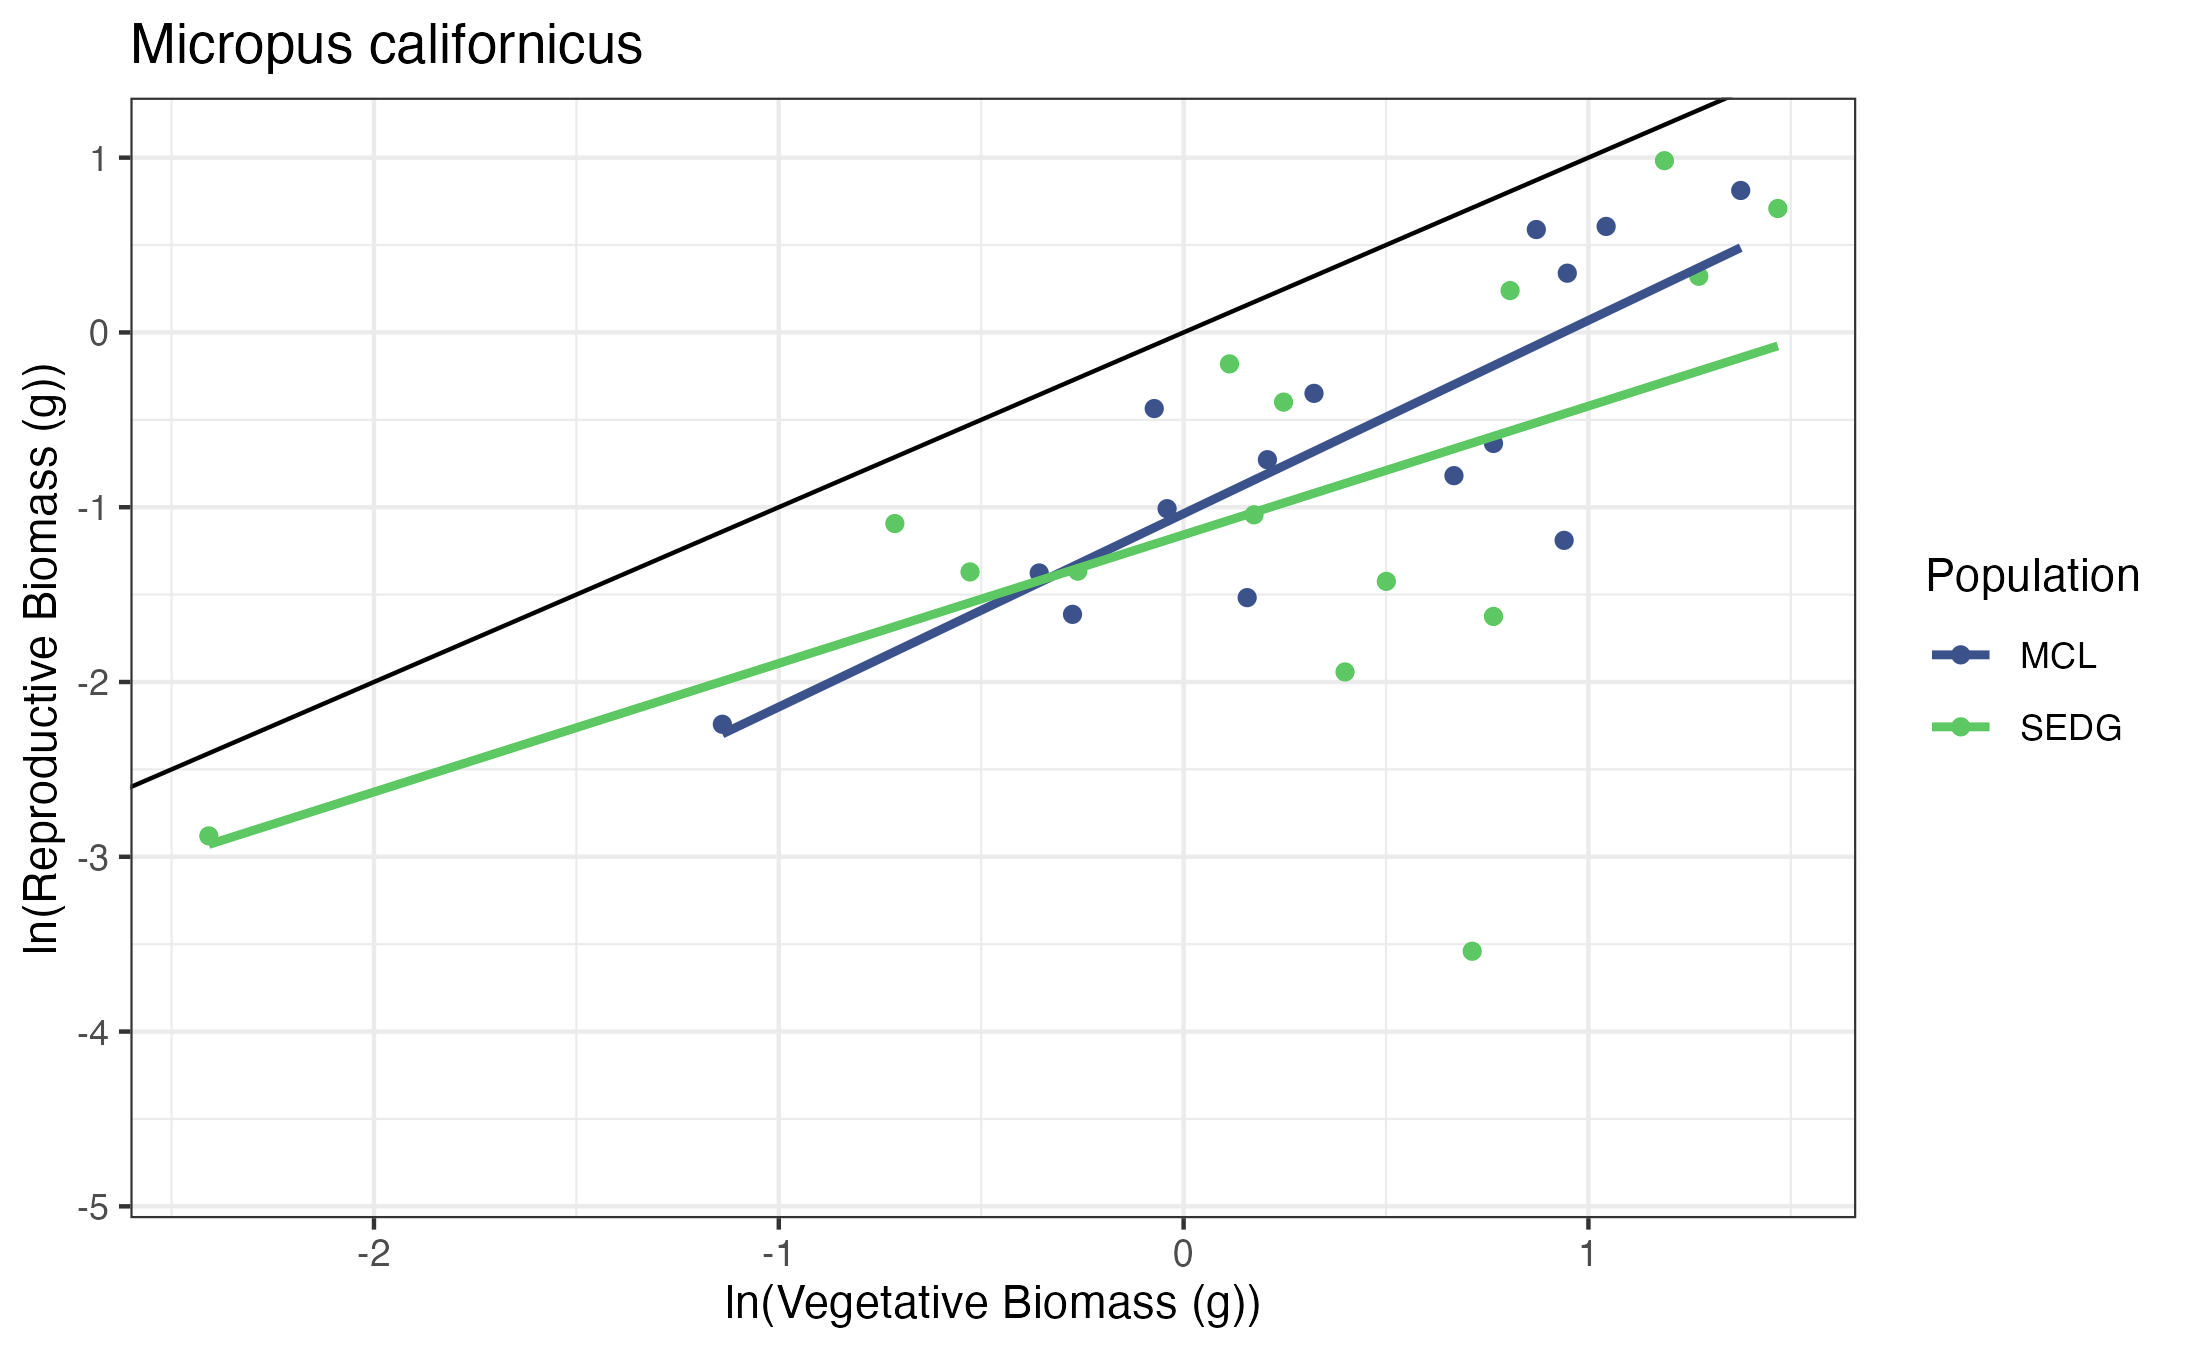 Micropus californicus
1
0
-1
-2
-3
-4
-5
ln(Reproductive Biomass (g))
-2
-1
0
1
ln(Vegetative Biomass (g))
Population
MCL
SEDG